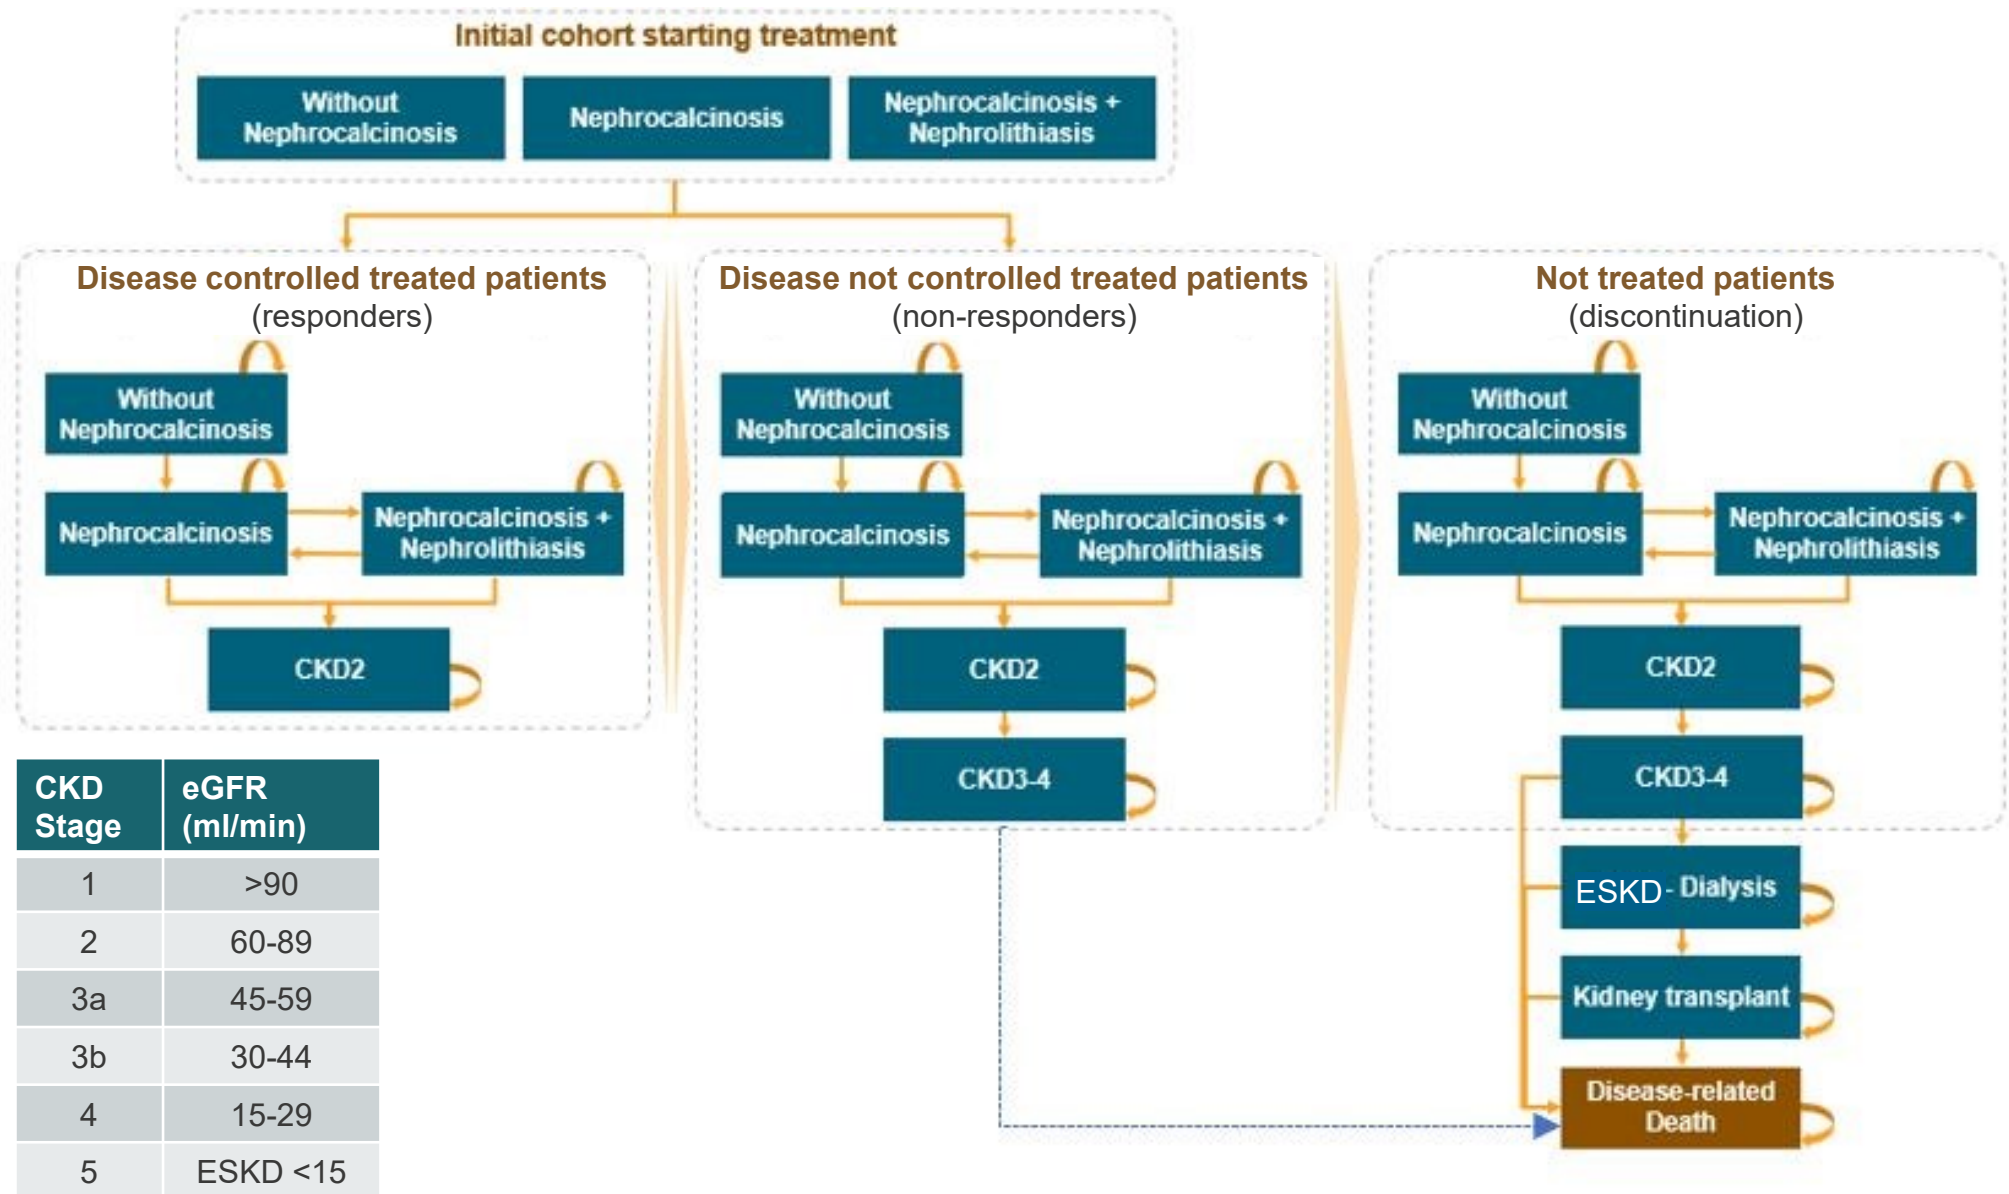 Initial cohort starting treatment
Without
Nephrocalcinosis
Nephrocalcinosis
Nephrocalcinosis +
Nephrolithiasis
Disease controlled treated patients
(responders)
Without
Nephrocalcinosis
Nephrocalcinosis
Nephrocalcinosis +
Nephrolithiasis
CKD2
Disease not controlled treated patients
(non-responders)
Without
Nephrocalcinosis
Nephrocalcinosis
Nephrocalcinosis +
Nephrolithiasis
CKD2
CKD3-4
Not treated patients
(discontinuation)
Without
Nephrocalcinosis
Nephrocalcinosis
Nephrocalcinosis +
Nephrolithiasis
CKD2
CKD3-4
ESKD - Dialysis
Kidney transplant
Disease-related
Death
CKD
Stage
eGFR
(ml/min)
1 >90
2 60-89
3a 45-59
3b 30-44
4 15-29
5 ESKD <15